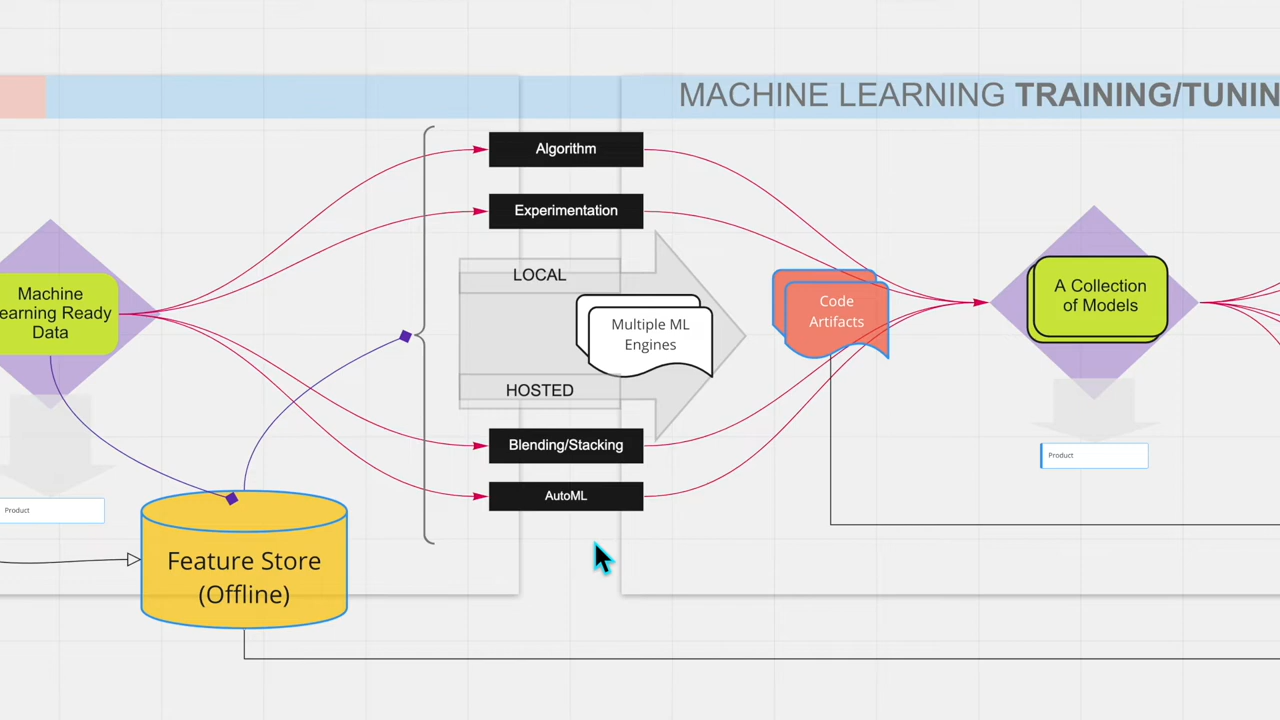 MACHINE LEARNING TRAINING/TUNIN
Algorithm
Experimentation
LOCAL
Machine
earning Ready
Data
Multiple ML
Engines
Code
Artifacts
A Collection
of Models
HOSTED
Blending/Stacking
AutoML
Product
Product
Feature Store
(Offline)